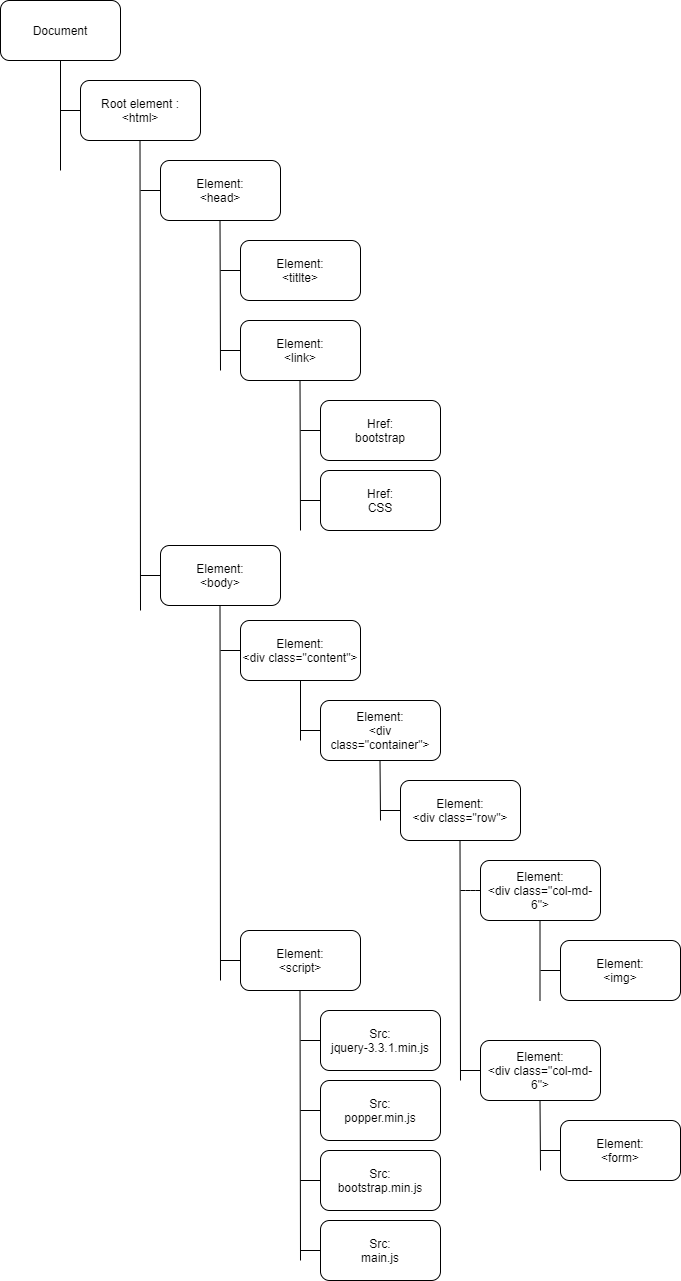 Document
Root element :
<html>
Element:
<head>
Element:
<titlte>
Element:
<link>
Href:
bootstrap
Href:
CSS
Element:
<body>
Element:
<div class="content">
Element:
<div
class="container">
Element:
<div class="row">
Element:
<div class="col-md-
6">
Element:
<img>
Element:
<div class="col-md-
6">
Element:
<form>
Element:
<script>
Src:
jquery-3.3.1.min.js
Src:
popper.min.js
Src:
bootstrap.min.js
Src:
main.js